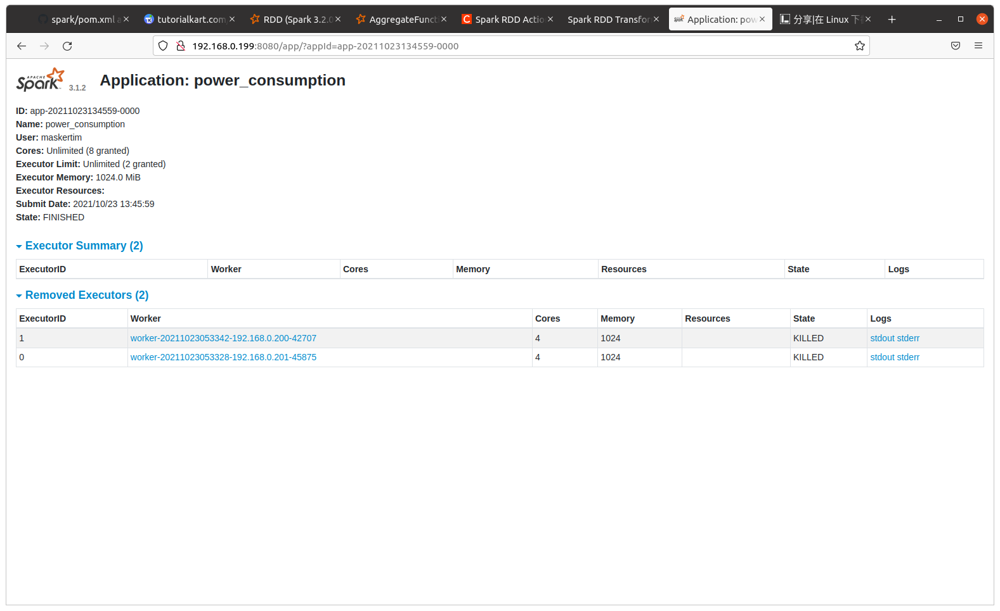 spark/pom.xml a
tutorialkart.com
RDD (Spark 3.2.0
AggregateFuncti
Spark RDD Actio
Spark RDD Transfor
Application: pow
分享|在 Linux 下
192.168.0.199:8080/app/?appId=app-20211023134559-0000
APACHE
Spark 3.1.2 Application: power_consumption
ID: app-20211023134559-0000
Name: power_consumption
User: maskertim
Cores: Unlimited (8 granted)
Executor Limit: Unlimited (2 granted)
Executor Memory: 1024.0 MiB
Executor Resources:
Submit Date: 2021/10/23 13:45:59
State: FINISHED
Executor Summary (2)
ExecutorID Worker Cores Memory Resources State Logs
Removed Executors (2)
ExecutorID Worker Cores Memory Resources State Logs
1 worker-20211023053342-192.168.0.200-42707 4 1024 KILLED stdout stderr
0 worker-20211023053328-192.168.0.201-45875 4 1024 KILLED stdout stderr